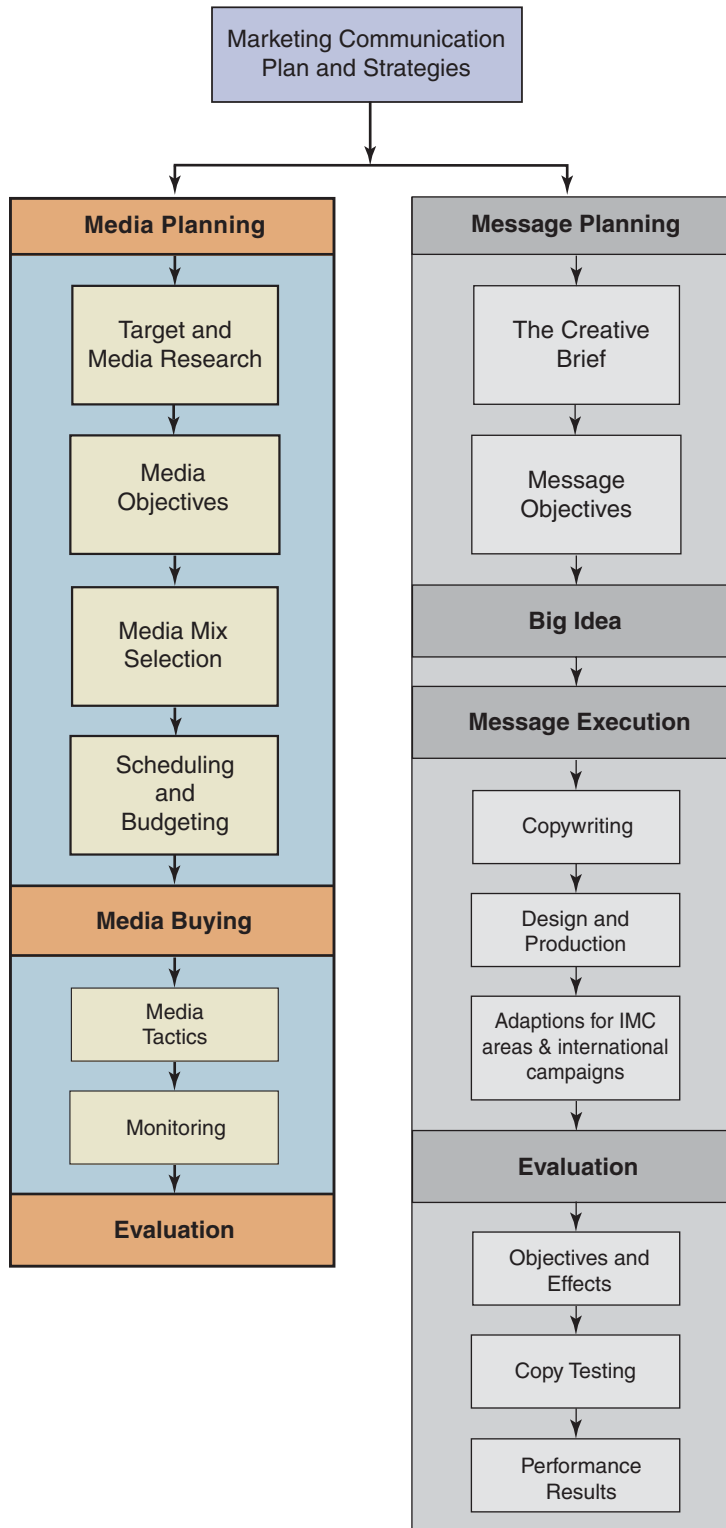 Marketing Communication
Plan and Strategies
Media Planning
Target and
Media Research
Media
Objectives
Media Mix
Selection
Scheduling
and
Budgeting
Media Buying
Media
Tactics
Monitoring
Evaluation
Message Planning
The Creative
Brief
Message
Objectives
Big Idea
Message Execution
Copywriting
Design and
Production
Adaptions for IMC
areas & international
campaigns
Evaluation
Objectives and
Effects
Copy Testing
Performance
Results